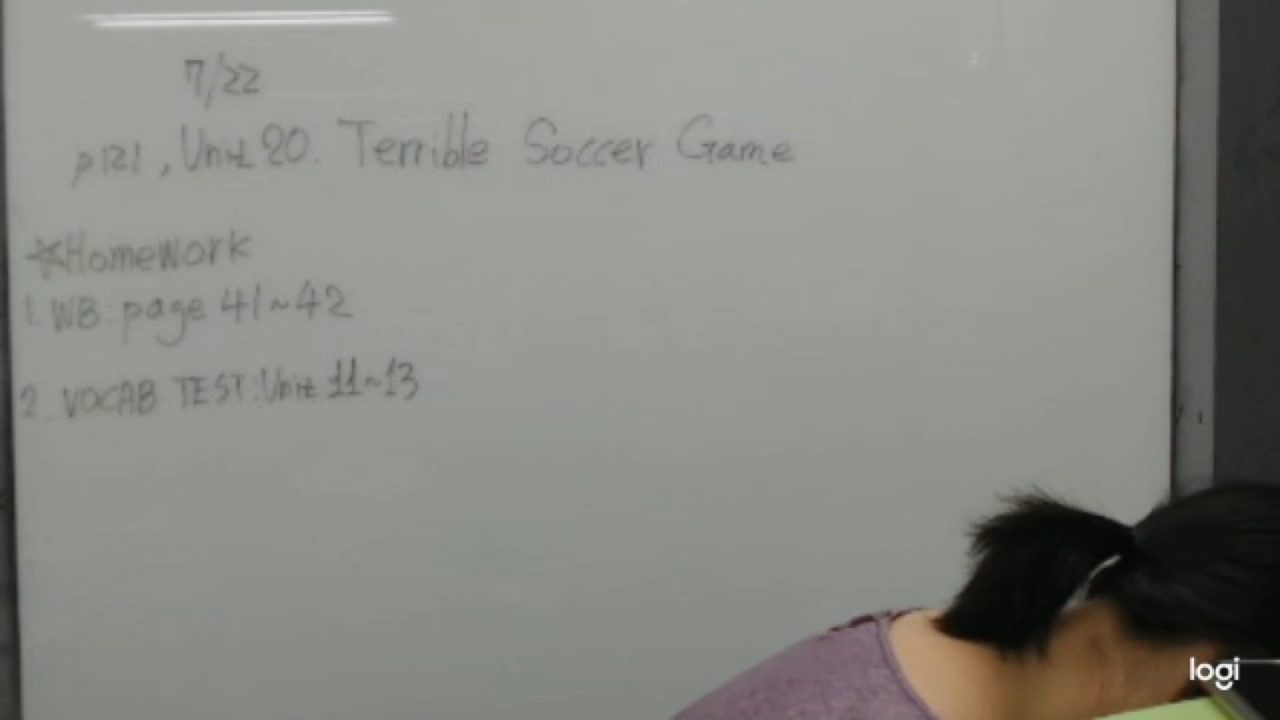 7/22
p121, Unit 20. Terrible Soccer Game
☆Homework
1. WB: page 41~42
2. VOCAB TEST: Unit 11~13
logi